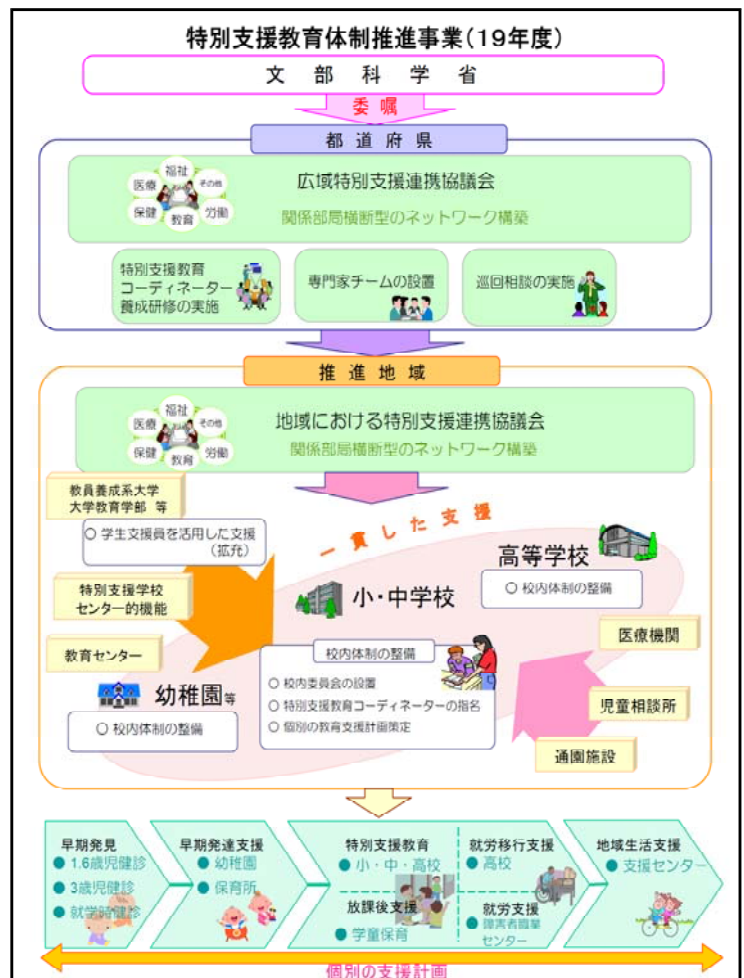 特別支援教育体制推進事業(19年度)
文部科学省
委嘱
都道府県
福祉
医療
その他
保健
教育
労働
広域特別支援連携協議会
関係部局横断型のネットワーク構築
特別支援教育
コーディネーター
養成研修の実施
専門家チームの設置
巡回相談の実施
推進地域
福祉
医療
その他
保健
教育
労働
地域における特別支援連携協議会
関係部局横断型のネットワーク構築
教員養成系大学
大学教育学部 等
○ 学生支援員を活用した支援
(拡充)
一貫した支援
高等学校
○ 校内体制の整備
特別支援学校
センター的機能
小・中学校
教育センター
校内体制の整備
○ 校内委員会の設置
○ 特別支援教育コーディネーターの指名
○ 個別の教育支援計画策定
医療機関
幼稚園等
○ 校内体制の整備
児童相談所
通園施設
早期発見
● 1.6歳児健診
● 3歳児健診
● 就学時健診
早期発達支援
● 幼稚園
● 保育所
特別支援教育
● 小・中・高校
放課後支援
● 学童保育
就労移行支援
● 高校
就労支援
● 障害者職業
センター
地域生活支援
● 支援センター
個別の支援計画